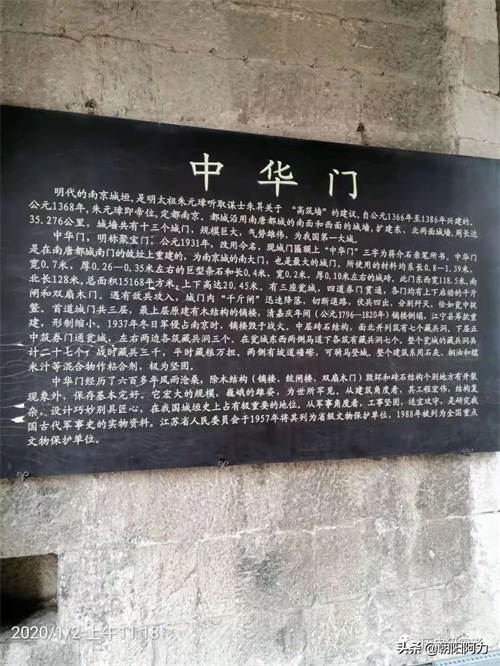 中华门
明代的南京城垣，是明太祖朱元璋听取谋士朱昇关于“高筑墙”的建议，自公元1366年至1386年兴建的。
公元1368年，朱元璋即帝位，定都南京。都城沿用南唐都城的南面和西面的城墙，扩建东、北两面城墙，周长达
35.276公里，城墙共有十三个城门，规模巨大，气势雄伟，为我国第一大城。
中华门，明称聚宝门，公元1931年，改用今名，现城门匾额上“中华门”三字为蒋介石亲笔所书，中华门
是在南唐都城南门的故址上重建的，为南京城的南大门，也是最大的城门，所使用的材料均系长0.8—1.39米，
宽0.7米，厚0.26—0.35米左右的巨型条石和长0.4米，宽0.2米，厚0.10米左右的城砖，此门东西宽118.5米，南
北长128米，总面积15168平方米，上下高达20.45米，有三座瓮城，四道券门贯通，各门均有上下启动的千斤
闸和双扇木门，遇有敌兵攻入，城门内“千斤闸”迅速降落，切断退路，伏兵四出，分割歼灭，恰如瓮中捉
鳖，首道城门共三层，最上层原建有木结构的镝楼，清嘉庆年间（公元1796—1820年）镝楼倒塌，江宁县筹款重
建，形制缩小。1937年冬日军侵占南京时，镝楼毁于战火，中层砖石结构，面北并列筑有七个藏兵洞，下层正
中筑券门通瓮城，左右两边各筑藏兵洞三个，在瓮城东西两侧马道下各筑有藏兵洞七个，整个瓮城的藏兵洞共
计二十七个，战时藏兵三千，平时藏粮万担，两侧有坡道礓嚓，可骑马登城，整个建筑系用石灰、桐油和糯
米汁等混合物作粘合剂，极为坚固。
中华门经历了六百多年风雨沧桑，除木结构（镝楼、绞闸楼、双扇木门）毁坏和砖石结构个别地方有开裂
现象外，保存基本完好，它宏大的规模，巍峨的雄姿，为世所罕见，从建筑角度看，其工程宏伟，结构复
杂，设计巧妙别具匠心，在我国城垣史上占有极重要的地位，从军事角度看，工事坚固，适宜攻守，是研究我
国古代军事史的实物资料，江苏省人民委员会于1957年将其列为省级文物保护单位，1988年被列为全国重点
文物保护单位。
2020/1/2 上午11:18
头条 @朝阳阿力